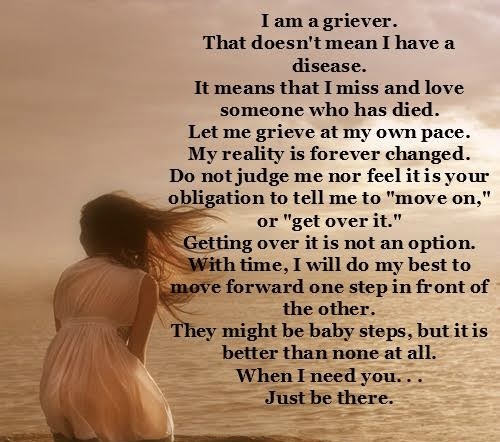 I am a griever.
That doesn't mean I have a
disease.
It means that I miss and love
someone who has died.
Let me grieve at my own pace.
My reality is forever changed.
Do not judge me nor feel it is your
obligation to tell me to "move on,"
or "get over it."
Getting over it is not an option.
With time, I will do my best to
move forward one step in front of
the other.
They might be baby steps, but it is
better than none at all.
When I need you. . .
Just be there.